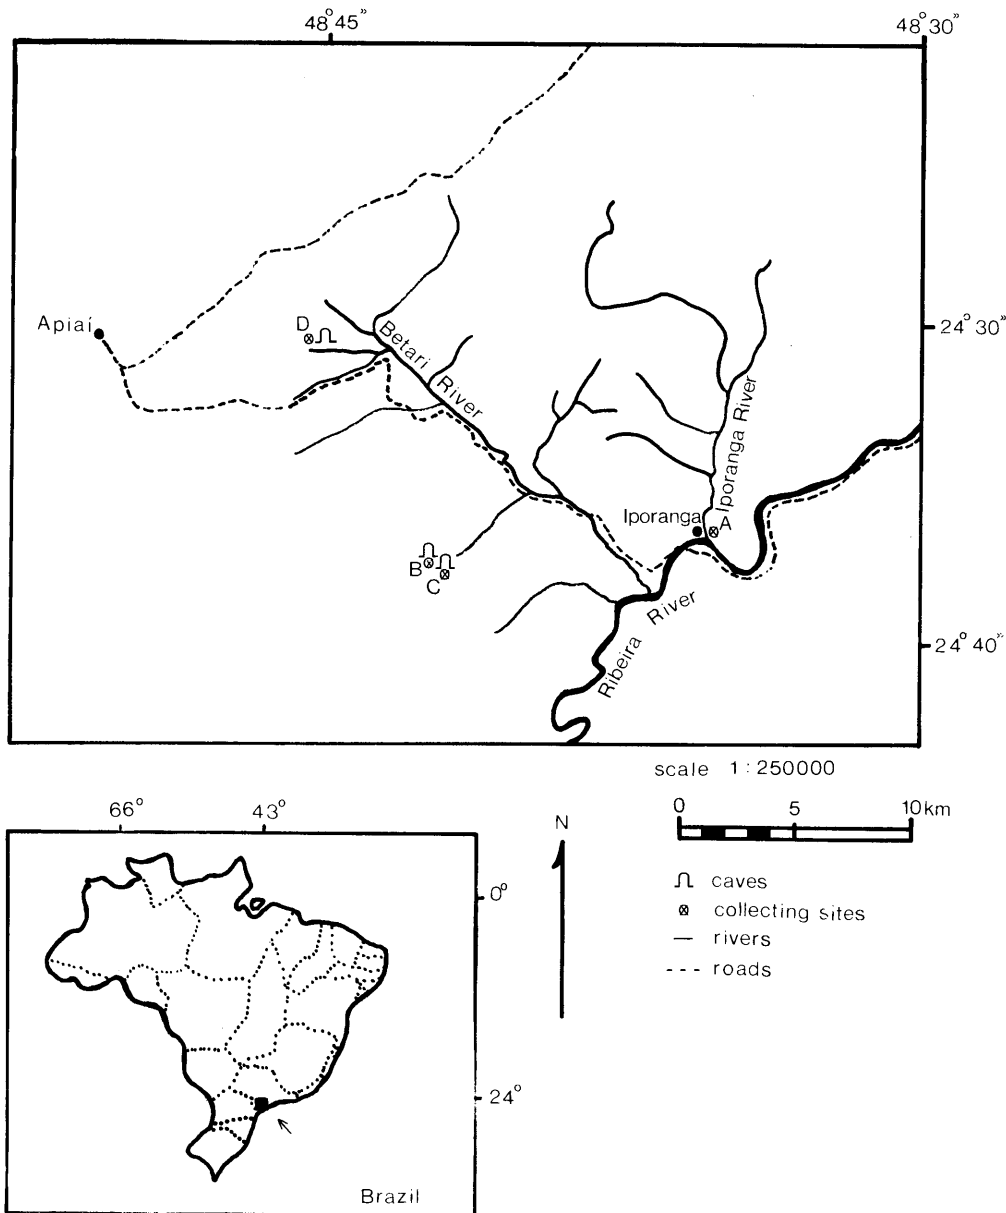 48°45”
48°30”
Apiaí
D
Betari River
24°30”
Iporanga River
Iporanga
A
B
C
Ribeira River
24°40”
scale 1:250000
0 5 10km
66° 43°
N
0°
caves
collecting sites
rivers
roads
24°
Brazil